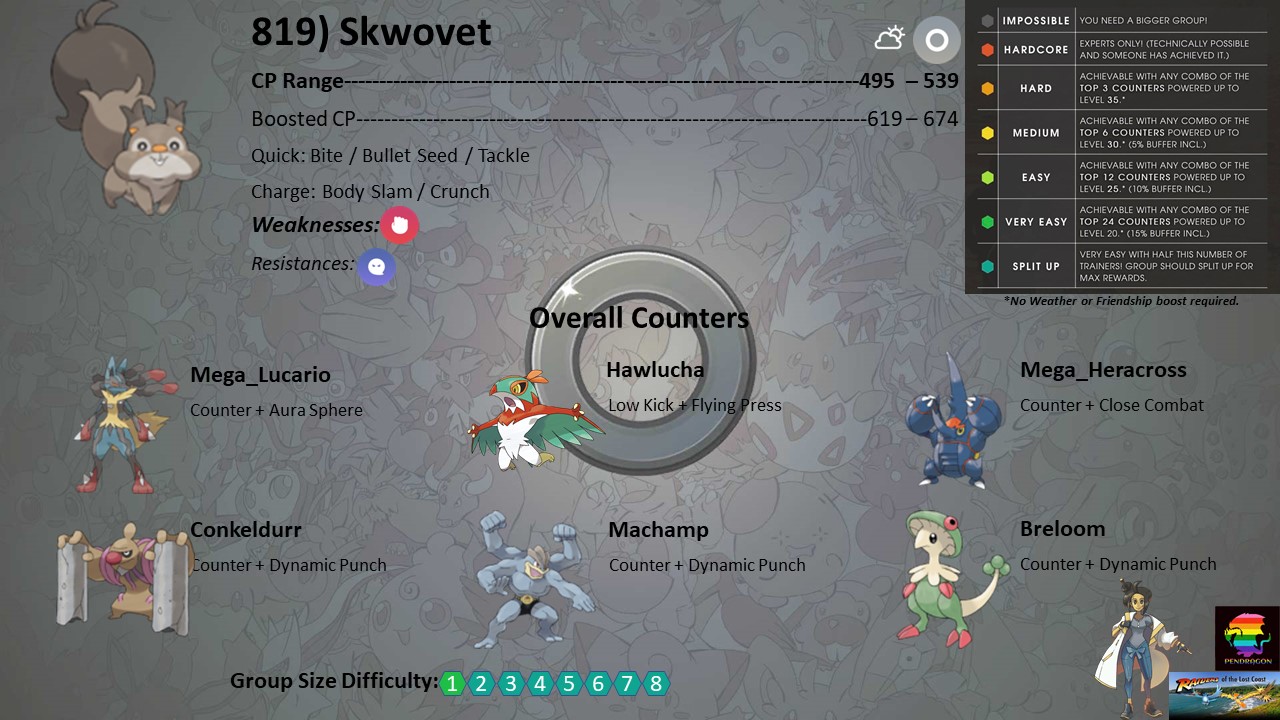 819) Skwovet
CP Range--495 – 539
Boosted CP--619 – 674
Quick: Bite / Bullet Seed / Tackle
Charge: Body Slam / Crunch
Weaknesses:
Resistances:
IMPOSSIBLE YOU NEED A BIGGER GROUP!
HARDCORE EXPERTS ONLY! (TECHNICALLY POSSIBLE
AND SOMEONE HAS ACHIEVED IT.)
HARD ACHIEVABLE WITH ANY COMBO OF THE
TOP 3 COUNTERS POWERED UP TO
LEVEL 35.*
MEDIUM ACHIEVABLE WITH ANY COMBO OF THE
TOP 6 COUNTERS POWERED UP TO
LEVEL 30.* (5% BUFFER INCL.)
EASY ACHIEVABLE WITH ANY COMBO OF THE
TOP 12 COUNTERS POWERED UP TO
LEVEL 25.* (10% BUFFER INCL.)
VERY EASY ACHIEVABLE WITH ANY COMBO OF THE
TOP 24 COUNTERS POWERED UP TO
LEVEL 20.* (15% BUFFER INCL.)
SPLIT UP VERY EASY WITH HALF THIS NUMBER OF
TRAINERS! GROUP SHOULD SPLIT UP FOR
MAX REWARDS.
*No Weather or Friendship boost required.
Overall Counters
Mega_Lucario
Counter + Aura Sphere
Hawlucha
Low Kick + Flying Press
Mega_Heracross
Counter + Close Combat
Conkeldurr
Counter + Dynamic Punch
Machamp
Counter + Dynamic Punch
Breloom
Counter + Dynamic Punch
Group Size Difficulty: 1 2 3 4 5 6 7 8
PENDROGON
RAIDERS of the Lost Coast